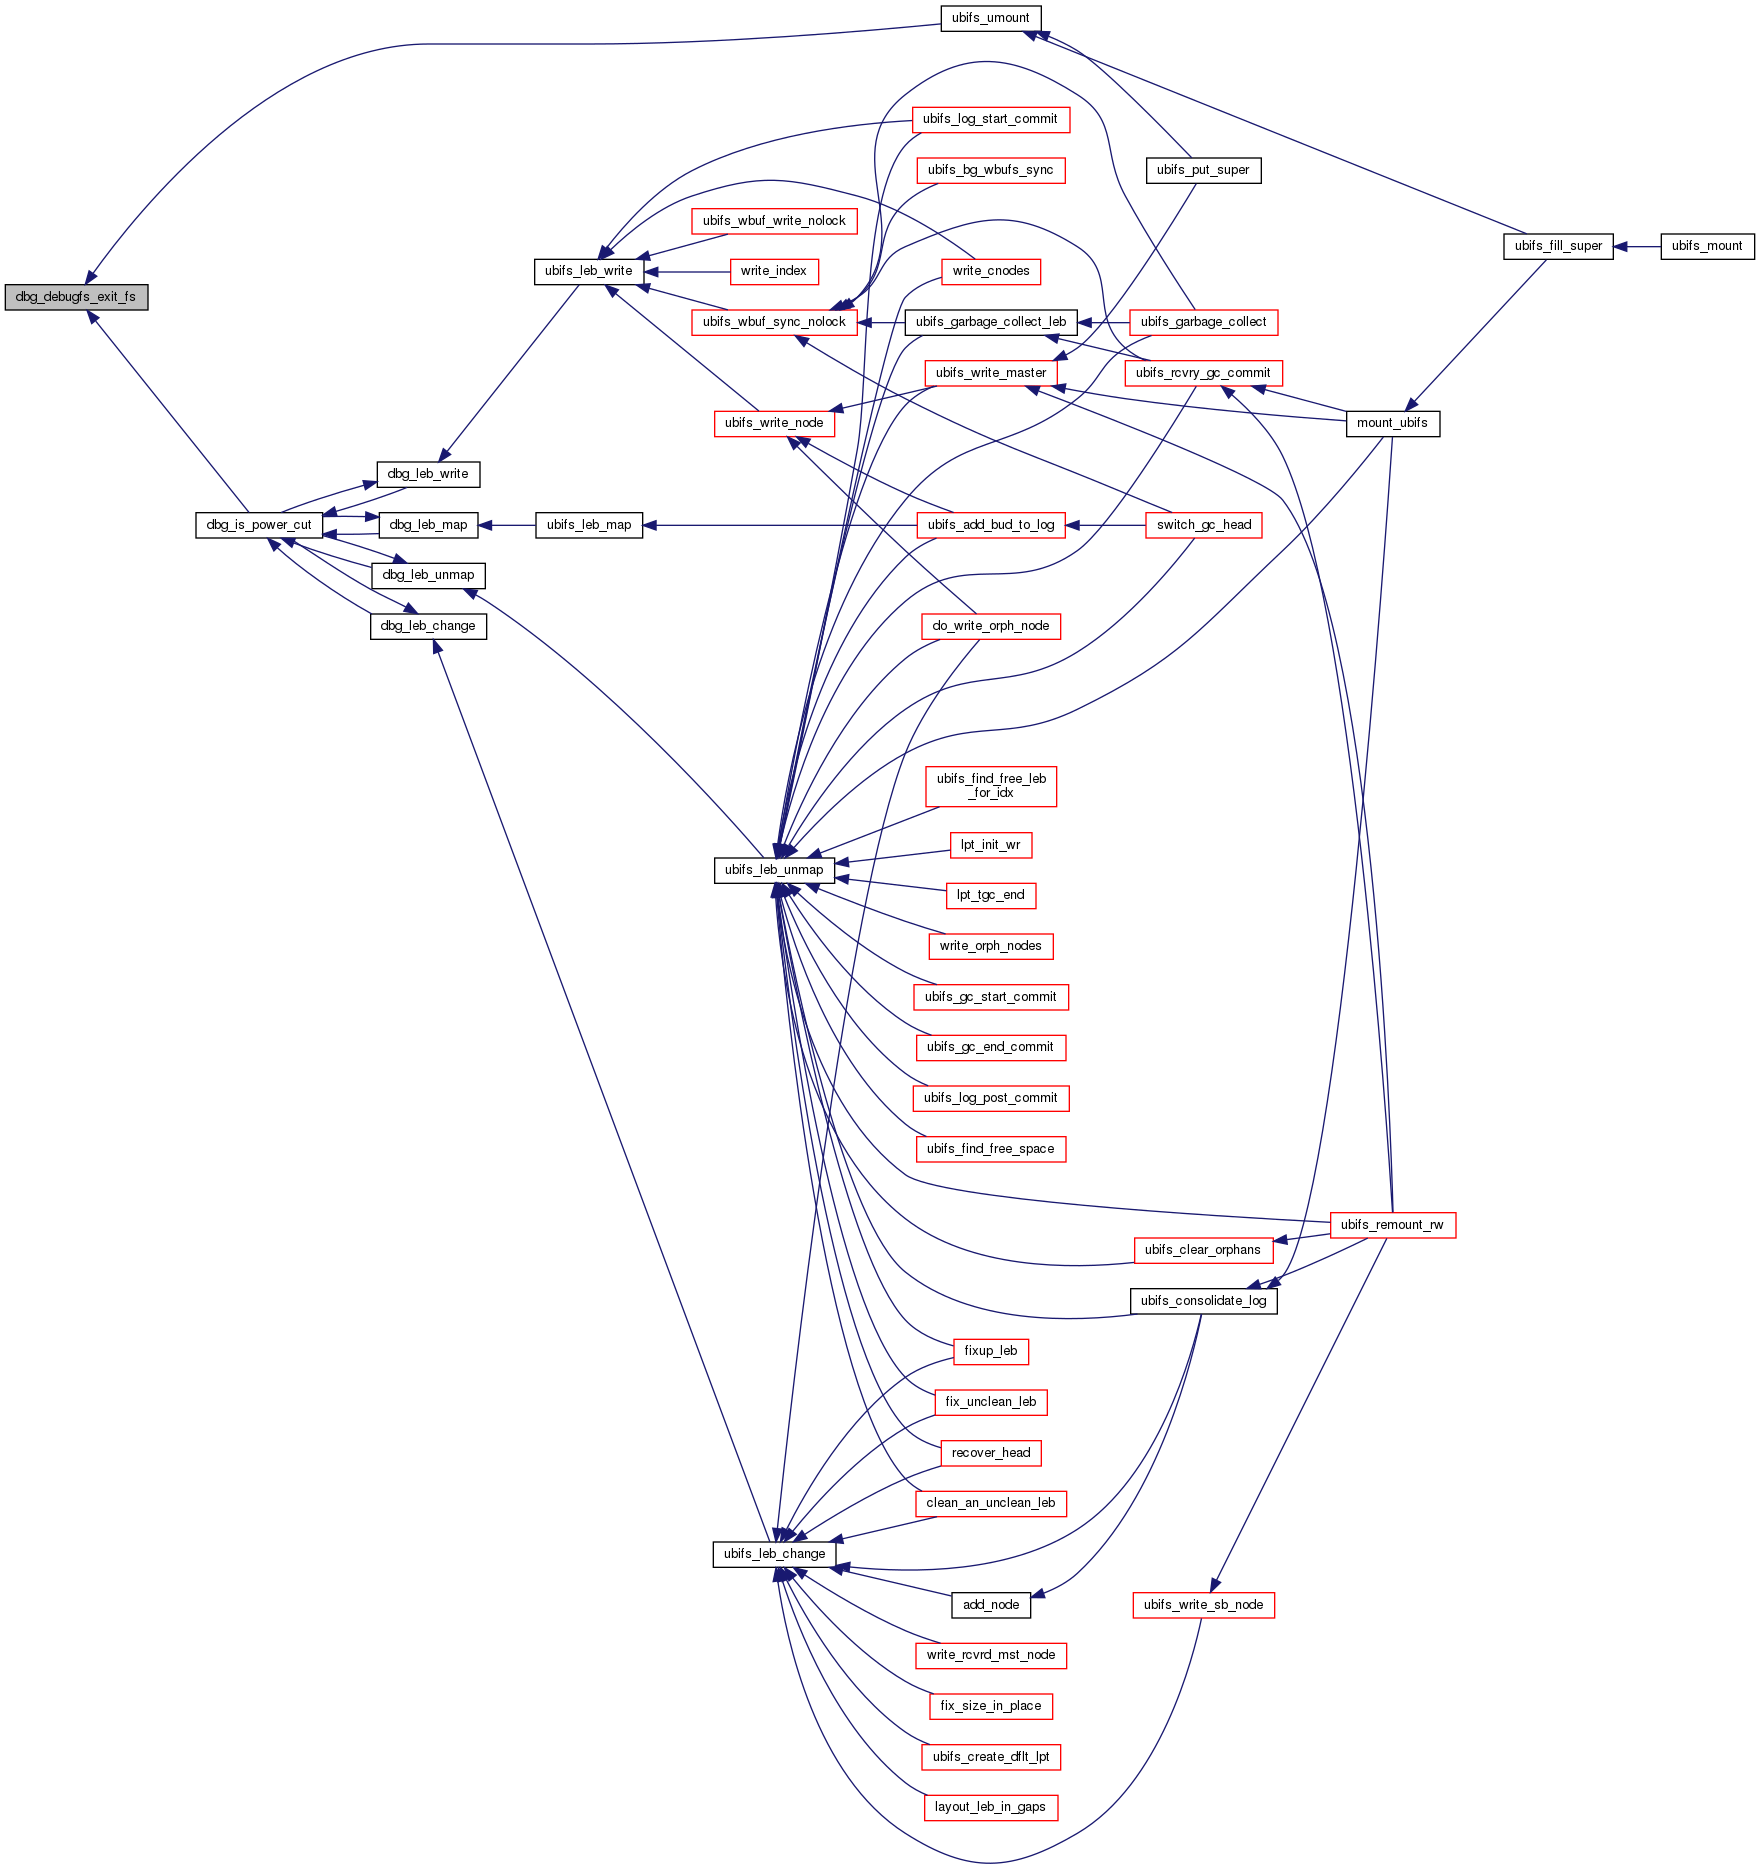 ubifs_umount
ubifs_log_start_commit
ubifs_bg_wbufs_sync
ubifs_put_super
ubifs_wbuf_write_nolock
ubifs_fill_super
ubifs_mount
ubifs_leb_write
write_index
write_cnodes
dbg_debugfs_exit_fs
ubifs_wbuf_sync_nolock
ubifs_garbage_collect_leb
ubifs_garbage_collect
ubifs_write_master
ubifs_rcvry_gc_commit
ubifs_write_node
mount_ubifs
dbg_leb_write
dbg_is_power_cut
dbg_leb_map
ubifs_leb_map
ubifs_add_bud_to_log
switch_gc_head
dbg_leb_unmap
dbg_leb_change
do_write_orph_node
ubifs_find_free_leb
_for_idx
lpt_init_wr
ubifs_leb_unmap
lpt_tgc_end
write_orph_nodes
ubifs_gc_start_commit
ubifs_gc_end_commit
ubifs_log_post_commit
ubifs_find_free_space
ubifs_remount_rw
ubifs_clear_orphans
ubifs_consolidate_log
fixup_leb
fix_unclean_leb
recover_head
clean_an_unclean_leb
ubifs_leb_change
add_node
ubifs_write_sb_node
write_rcvrd_mst_node
fix_size_in_place
ubifs_create_dflt_lpt
layout_leb_in_gaps